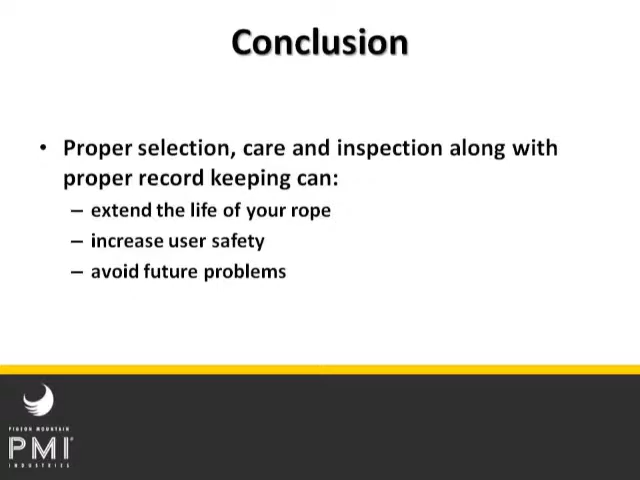 Conclusion
• Proper selection, care and inspection along with
proper record keeping can:
– extend the life of your rope
– increase user safety
– avoid future problems
PIGEON MOUNTAIN
PMI®
INDUSTRIES